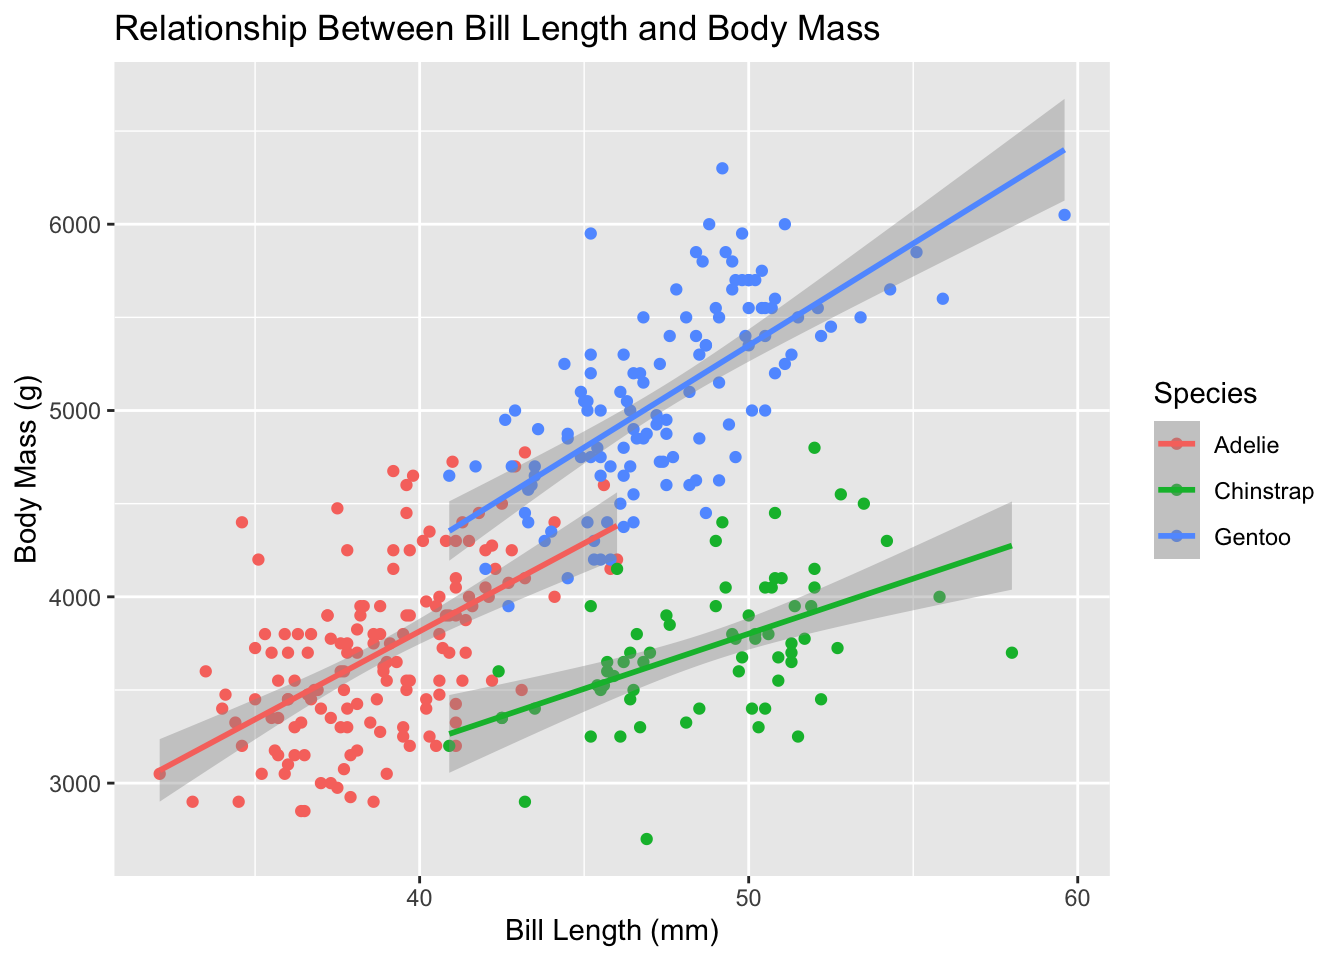 Relationship Between Bill Length and Body Mass
Body Mass (g)
6000
5000
4000
3000
40 50 60
Bill Length (mm)
Species
Adelie
Chinstrap
Gentoo